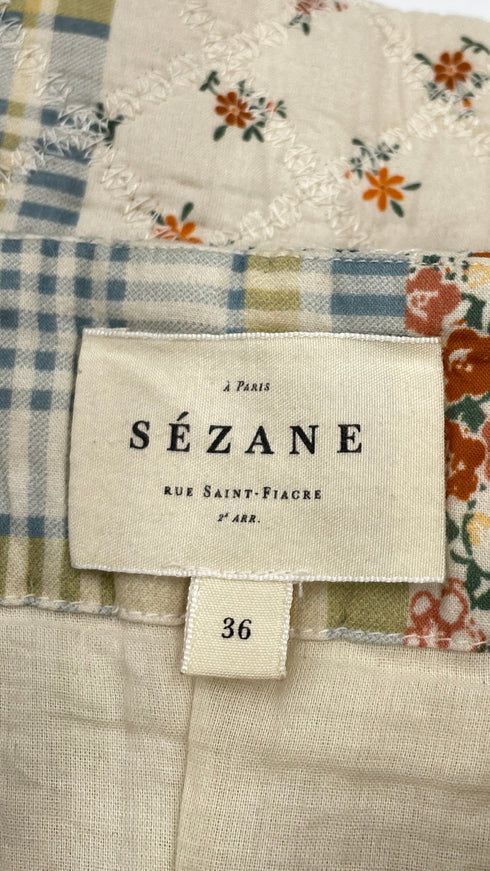 À Paris
SÉZANE
Rue Saint-Fiacre
2e Arr.
36